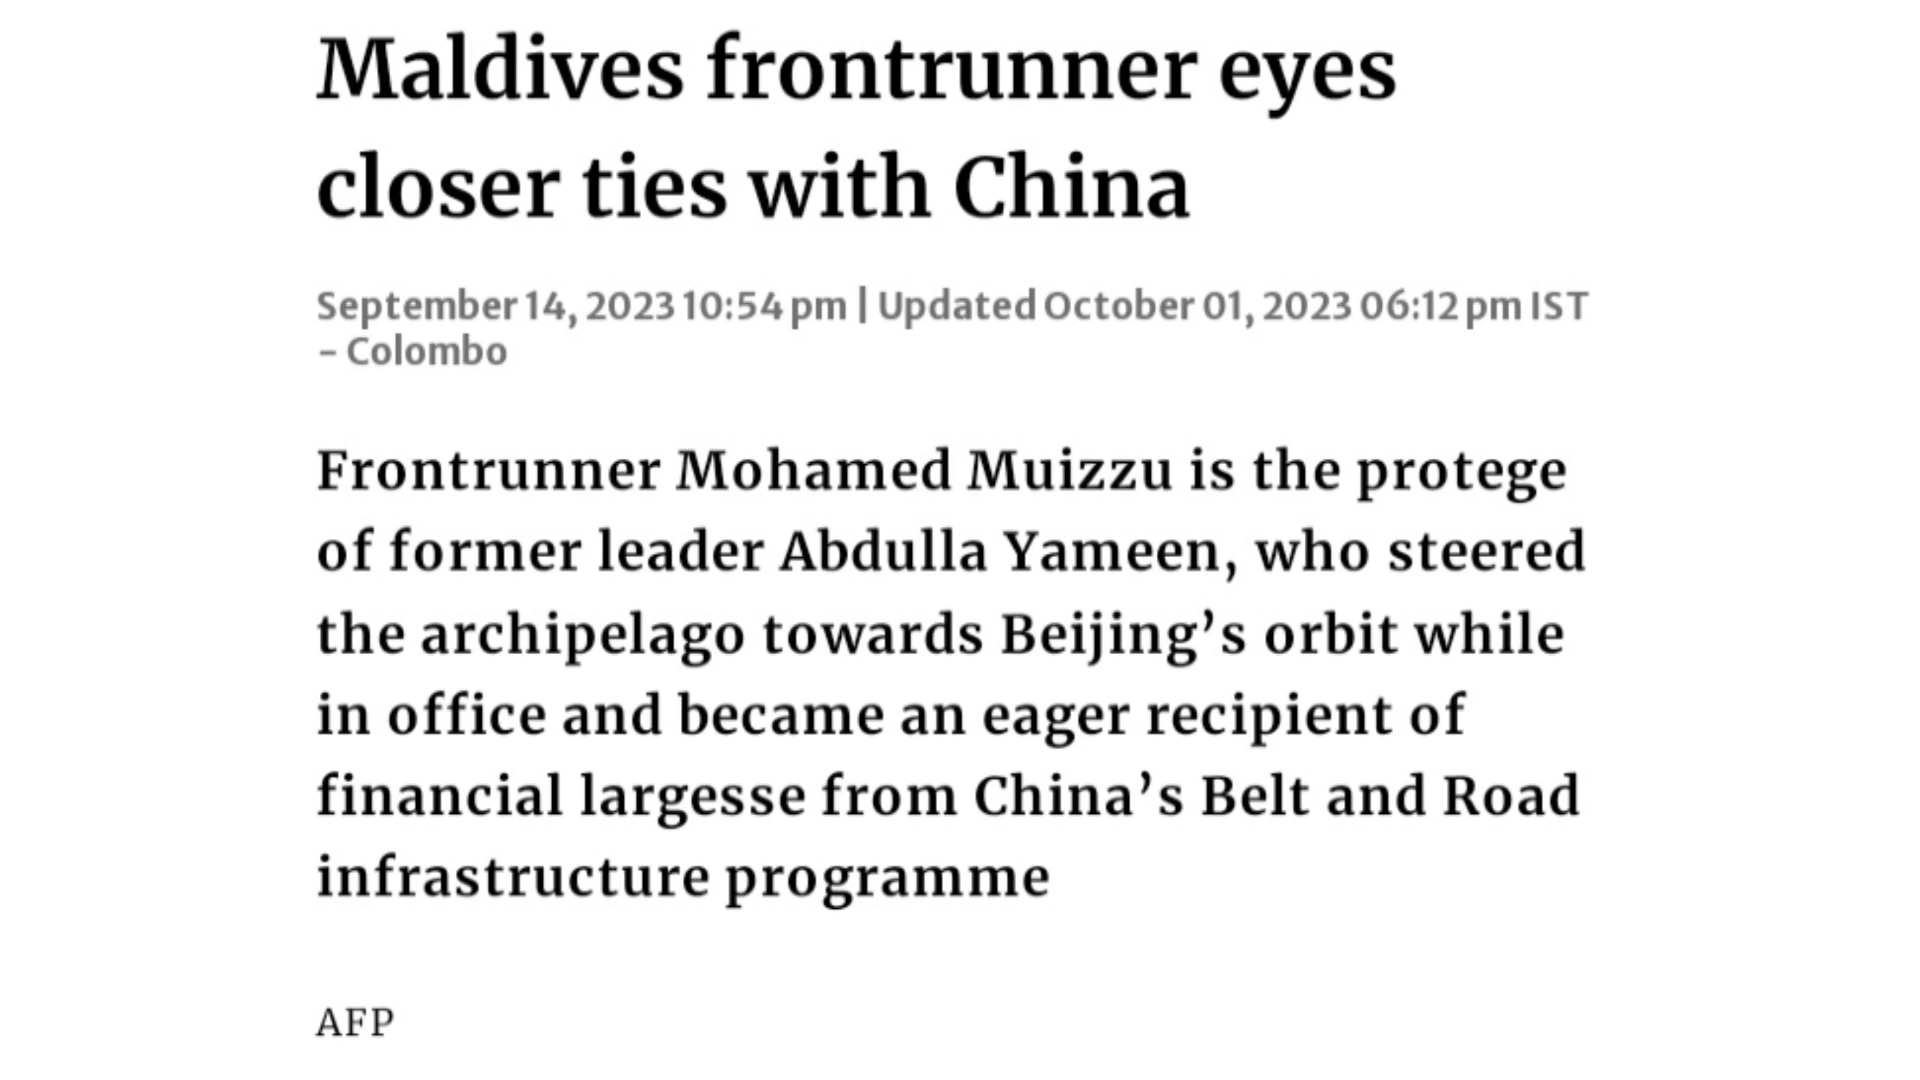 Maldives frontrunner eyes
closer ties with China
September 14, 2023 10:54 pm | Updated October 01, 2023 06:12 pm IST
- Colombo
Frontrunner Mohamed Muizzu is the protege
of former leader Abdulla Yameen, who steered
the archipelago towards Beijing’s orbit while
in office and became an eager recipient of
financial largesse from China’s Belt and Road
infrastructure programme
AFP